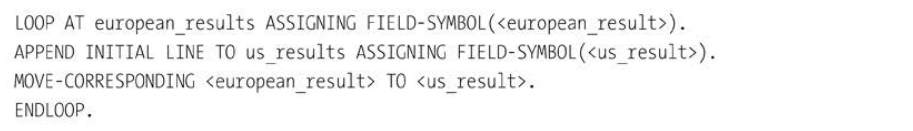 LOOP AT european_results ASSIGNING FIELD-SYMBOL(<european_result>).
APPEND INITIAL LINE TO us_results ASSIGNING FIELD-SYMBOL(<us_result>).
MOVE-CORRESPONDING <european_result> TO <us_result>.
ENDLOOP.